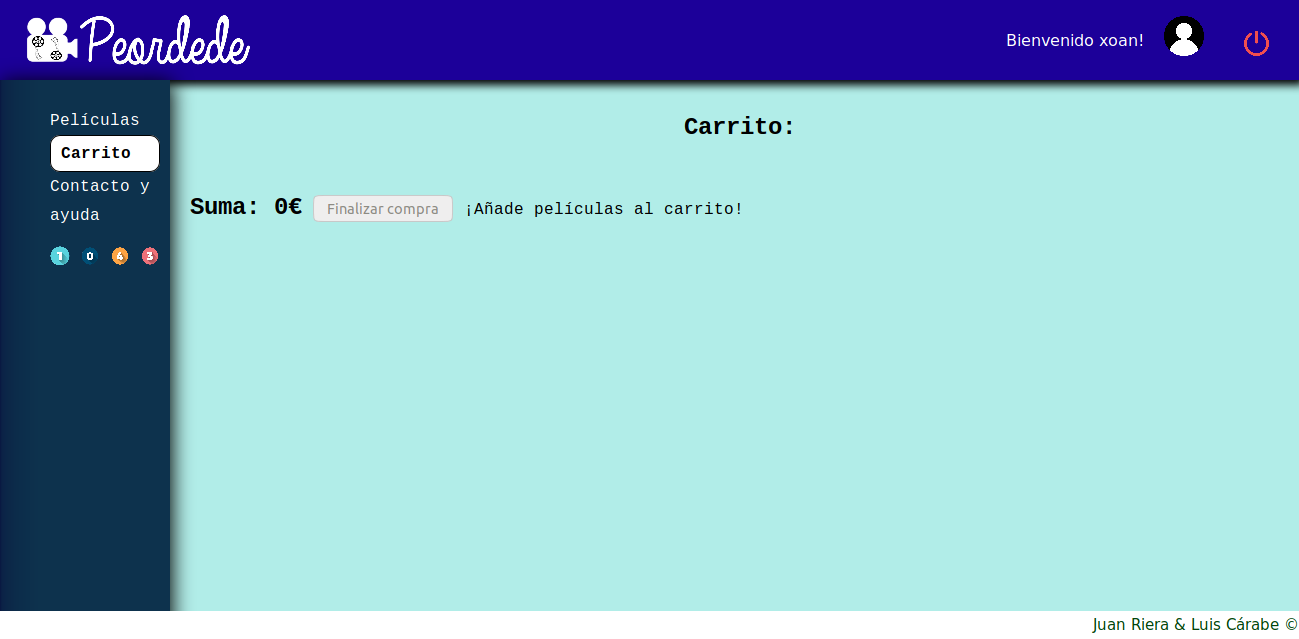 Peordede
Bienvenido xoan!
Películas
Carrito
Contacto y
ayuda
1 0 4 3
Carrito:
Suma: 0€ Finalizar compra ¡Añade películas al carrito!
Juan Riera & Luis Cárabe ©